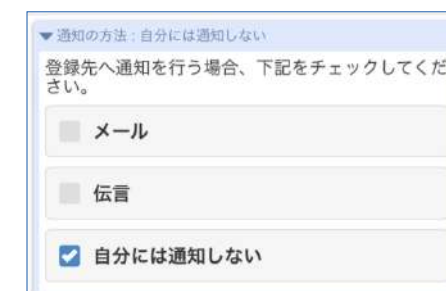 ▼通知の方法：自分には通知しない
登録先へ通知を行う場合、下記をチェックしてくだ
さい。
メール
伝言
自分には通知しない